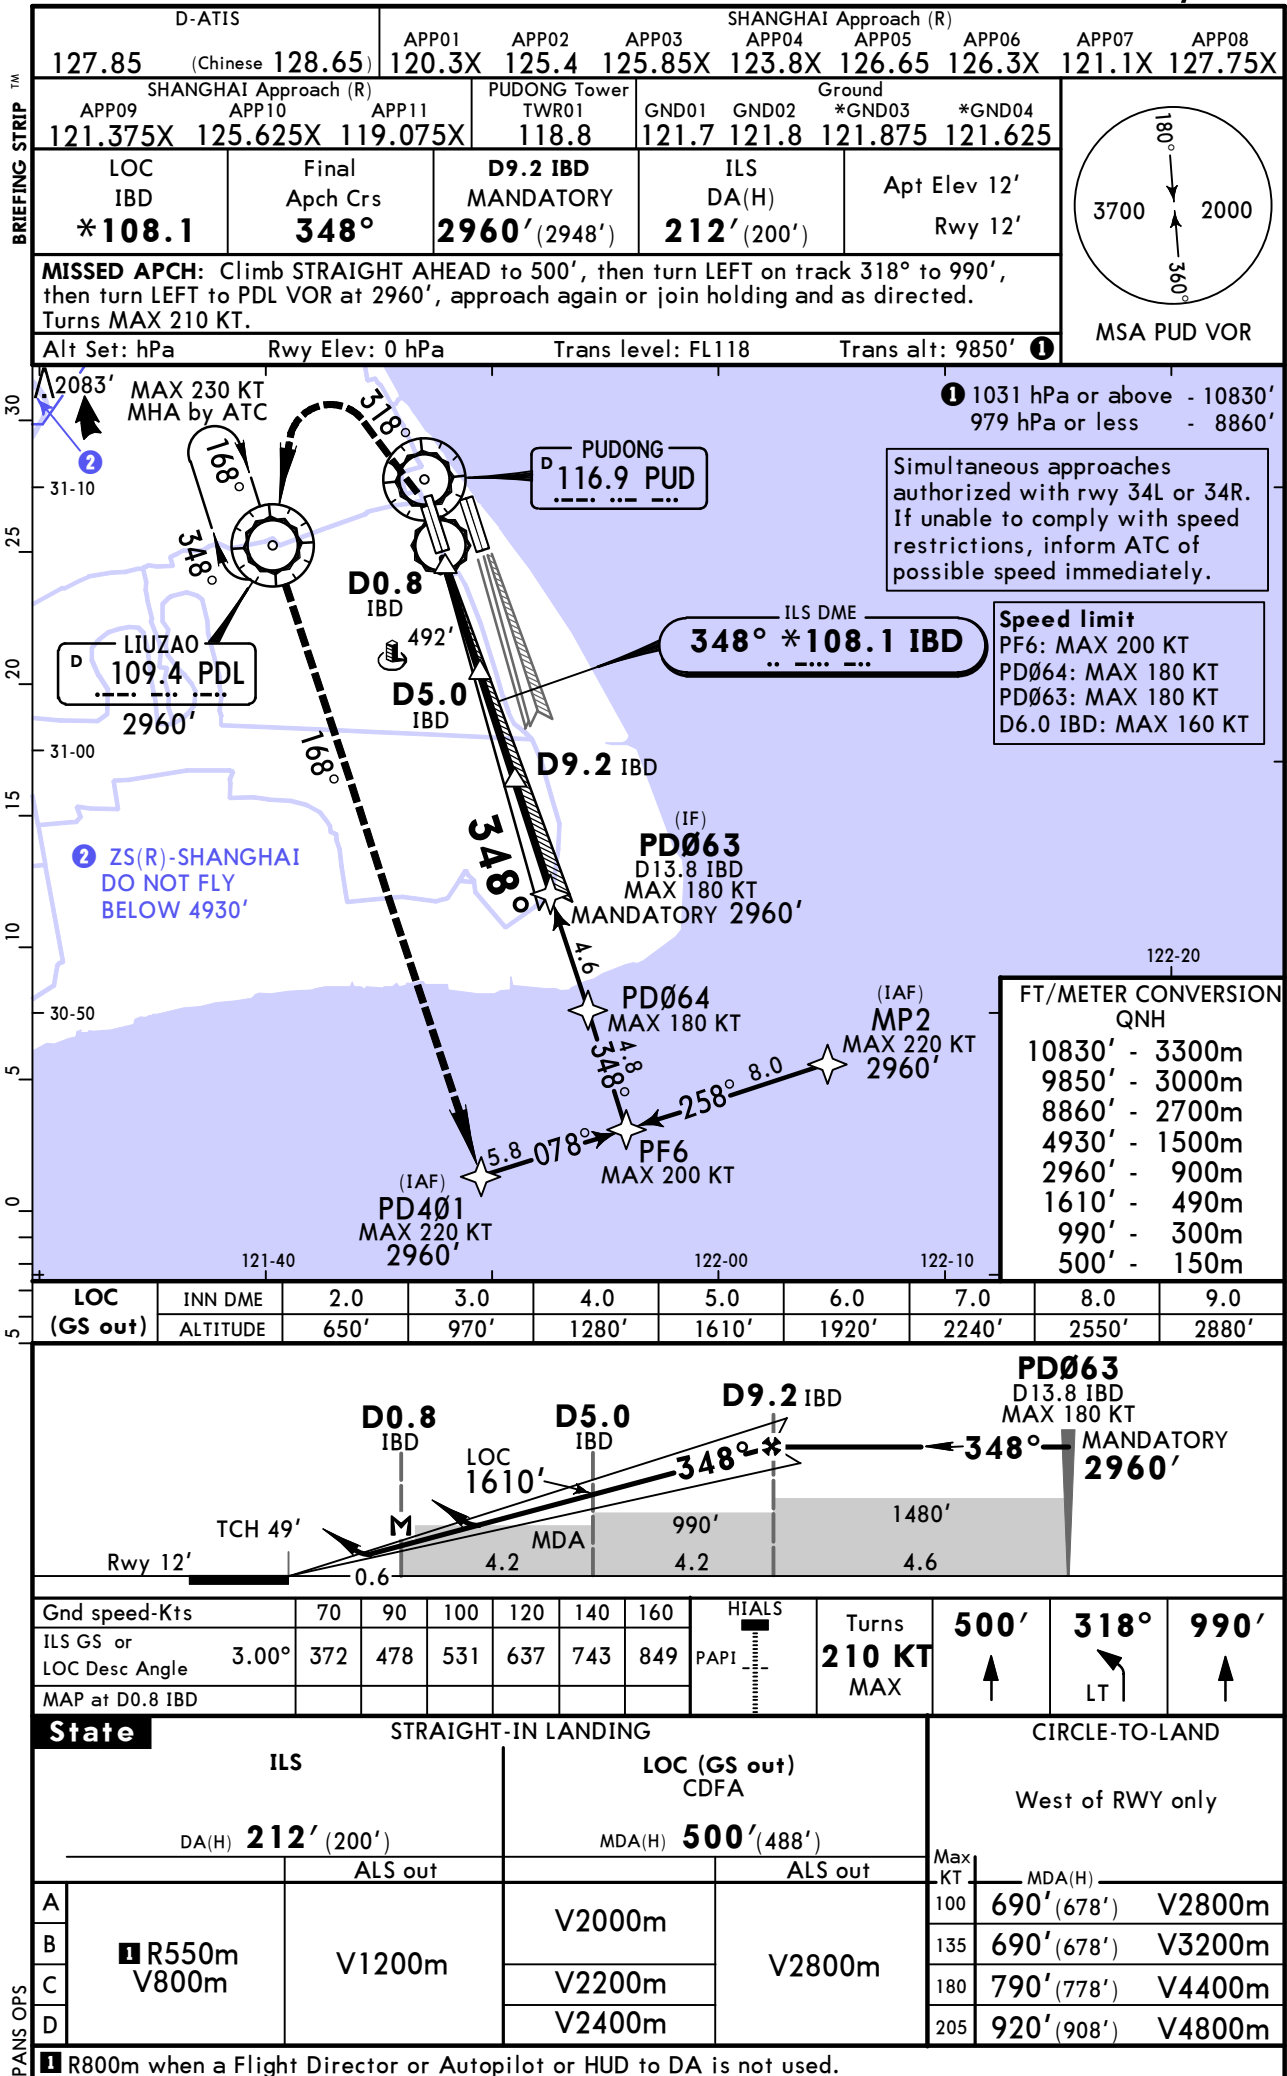 D-ATIS
127.85 (Chinese 128.65)
SHANGHAI Approach (R)
APP01 APP02 APP03 APP04 APP05 APP06 APP07 APP08
120.3X 125.4 125.85X 123.8X 126.65 126.3X 121.1X 127.75X
SHANGHAI Approach (R)
APP09 APP10 APP11
121.375X 125.625X 119.075X
PUDONG Tower
TWR01
118.8
Ground
GND01 GND02 *GND03 *GND04
121.7 121.8 121.875 121.625
BRIEFING STRIP TM
LOC
IBD
*108.1
Final
Apch Crs
348°
D9.2 IBD
MANDATORY
2960' (2948')
ILS
DA(H)
212' (200')
Apt Elev 12'
Rwy 12'
180°
3700 2000
360°
MSA PUD VOR
MISSED APCH: Climb STRAIGHT AHEAD to 500', then turn LEFT on track 318° to 990',
then turn LEFT to PDL VOR at 2960', approach again or join holding and as directed.
Turns MAX 210 KT.
Alt Set: hPa Rwy Elev: 0 hPa Trans level: FL118 Trans alt: 9850' 1
2083'
2
MAX 230 KT
MHA by ATC
1 1031 hPa or above - 10830'
979 hPa or less - 8860'
318°
168°
348°
PUDONG
D 116.9 PUD
Simultaneous approaches
authorized with rwy 34L or 34R.
If unable to comply with speed
restrictions, inform ATC of
possible speed immediately.
30
31-10
25
D0.8
IBD
492'
ILS DME
348° *108.1 IBD
Speed limit
PF6: MAX 200 KT
PDØ64: MAX 180 KT
PDØ63: MAX 180 KT
D6.0 IBD: MAX 160 KT
LIUZAO
D 109.4 PDL
2960'
20
D5.0
IBD
31-00
168°
D9.2 IBD
15
2 ZS(R)-SHANGHAI
DO NOT FLY
BELOW 4930'
348°
(IF)
PDØ63
D13.8 IBD
MAX 180 KT
MANDATORY 2960'
10
4.6
122-20
30-50
PDØ64
MAX 180 KT
4.8
348°
(IAF)
MP2
MAX 220 KT
2960'
5
258° 8.0
5.8 078°
PF6
MAX 200 KT
(IAF)
PD4Ø1
MAX 220 KT
2960'
0
121-40 122-00 122-10
FT/METER CONVERSION
QNH
10830' - 3300m
9850' - 3000m
8860' - 2700m
4930' - 1500m
2960' - 900m
1610' - 490m
990' - 300m
500' - 150m
5
LOC
(GS out)
INN DME 2.0 3.0 4.0 5.0 6.0 7.0 8.0 9.0
ALTITUDE 650' 970' 1280' 1610' 1920' 2240' 2550' 2880'
PDØ63
D13.8 IBD
MAX 180 KT
MANDATORY
2960'
D9.2 IBD
D5.0
IBD
D0.8
IBD
LOC
1610'
348°
348°
TCH 49'
M
MDA
990'
1480'
Rwy 12'
0.6 4.2 4.2 4.6
Gnd speed-Kts 70 90 100 120 140 160
ILS GS or
LOC Desc Angle 3.00° 372 478 531 637 743 849
MAP at D0.8 IBD
HIALS
PAPI
Turns
210 KT
MAX
500'
318°
LT
990'
State
STRAIGHT-IN LANDING
CIRCLE-TO-LAND
ILS
LOC (GS out)
CDFA
West of RWY only
DA(H) 212' (200')
MDA(H) 500' (488')
ALS out
ALS out
Max
KT MDA(H)
A
B
C
D
1 R550m
V800m
V1200m
V2000m
V2200m
V2400m
V2800m
100 690' (678') V2800m
135 690' (678') V3200m
180 790' (778') V4400m
205 920' (908') V4800m
PANS OPS
1 R800m when a Flight Director or Autopilot or HUD to DA is not used.